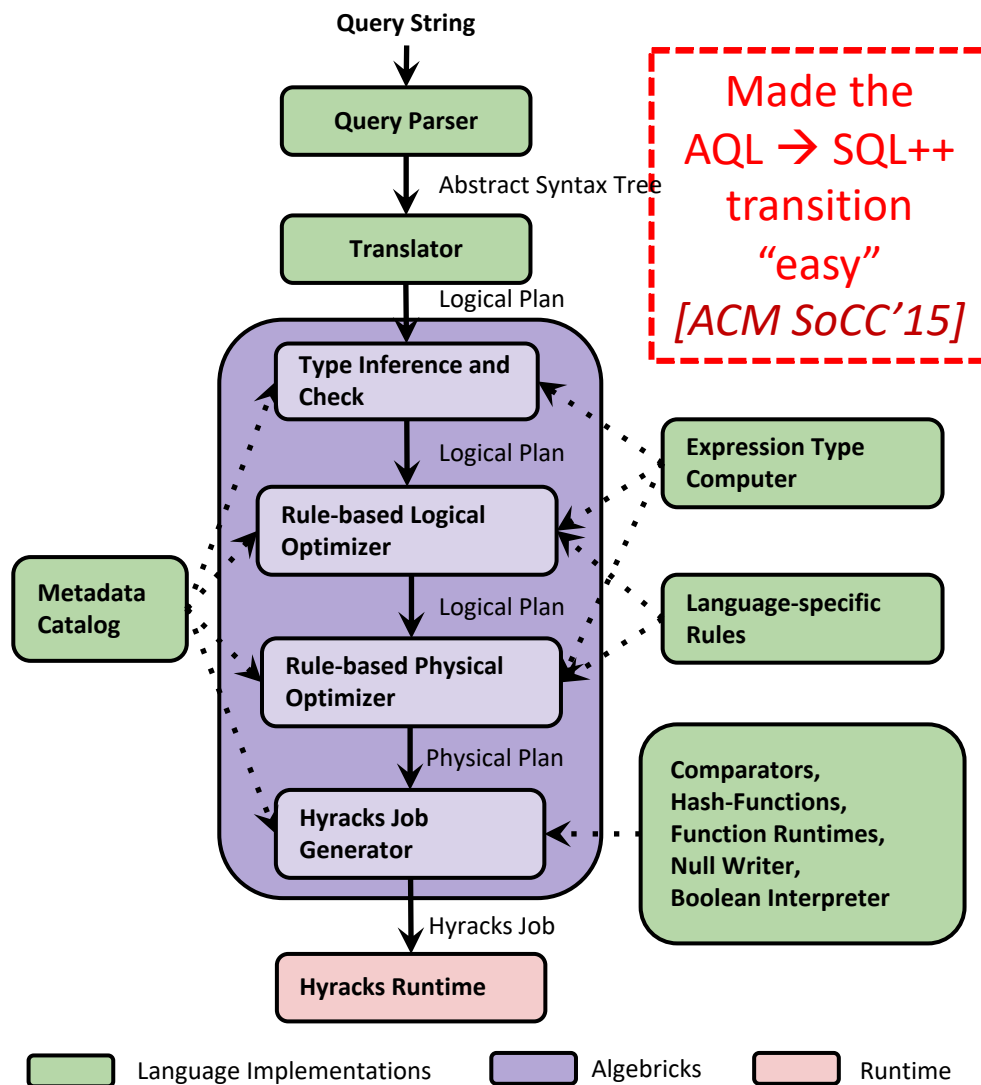 Query String
Made the
AQL → SQL++
transition
“easy”
[ACM SoCC’15]
Query Parser
Abstract Syntax Tree
Translator
Logical Plan
Type Inference and
Check
Logical Plan
Expression Type
Computer
Rule-based Logical
Optimizer
Metadata
Catalog
Logical Plan
Language-specific
Rules
Rule-based Physical
Optimizer
Physical Plan
Comparators,
Hash-Functions,
Function Runtimes,
Null Writer,
Boolean Interpreter
Hyracks Job
Generator
Hyracks Job
Hyracks Runtime
Language Implementations
Algebricks
Runtime